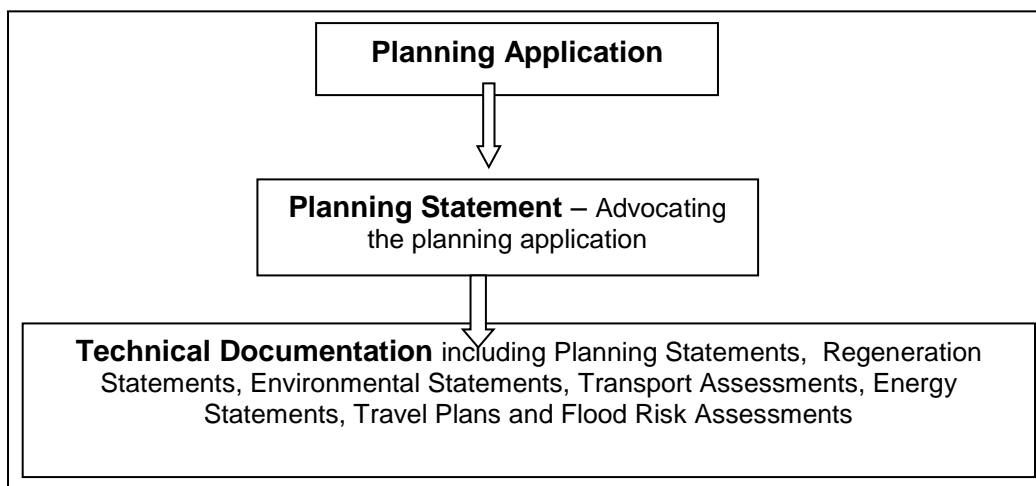 Planning Application
Planning Statement – Advocating
the planning application
Technical Documentation including Planning Statements, Regeneration
Statements, Environmental Statements, Transport Assessments, Energy
Statements, Travel Plans and Flood Risk Assessments